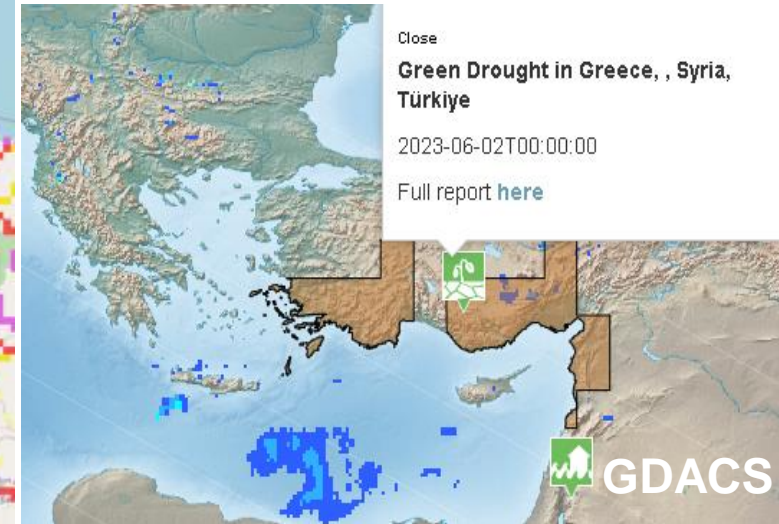 Close
Green Drought in Greece, , Syria,
Türkiye
2023-06-02T00:00:00
Full report here
GDACS